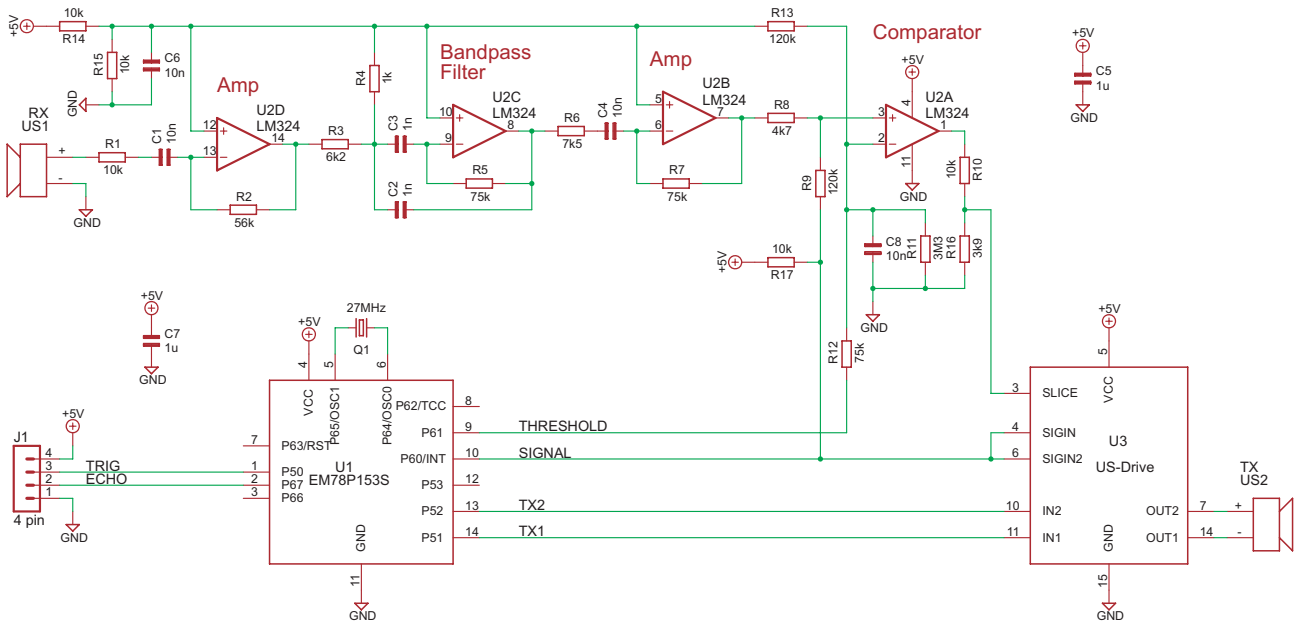 +5V
10k
R14
R15
10k
C6
10n
GND
RX
US1
+
-
GND
R1
10k
C1
10n
Amp
U2D
LM324
12
13
14
+
−
R2
56k
R3
6k2
R4
1k
C3
1n
C2
1n
Bandpass
Filter
U2C
LM324
10
9
8
+
−
R5
75k
R6
7k5
C4
10n
Amp
U2B
LM324
5
6
7
+
−
R7
75k
R13
120k
R8
4k7
R9
120k
Comparator
+5V
4
U2A
LM324
3
2
1
+
−
11
GND
10k
R10
+5V
C5
1u
GND
C8
10n
R11
3M3
R16
3k9
GND
+5V
10k
R17
R12
75k
+5V
C7
1u
GND
+5V
27MHz
Q1
4
5
6
VCC
P65/OSC1
P64/OSC0
P62/TCC
8
P61
9
THRESHOLD
P60/INT
10
SIGNAL
P53
12
P52
13
TX2
P51
14
TX1
7
P63/RST
1
P50
2
P67
3
P66
U1
EM78P153S
GND
11
GND
+5V
J1
4
3
2
1
TRIG
ECHO
4 pin
GND
+5V
5
VCC
3
SLICE
4
SIGIN
6
SIGIN2
U3
US-Drive
10
IN2
11
IN1
OUT2
7
OUT1
14
GND
15
GND
TX
US2
+
-